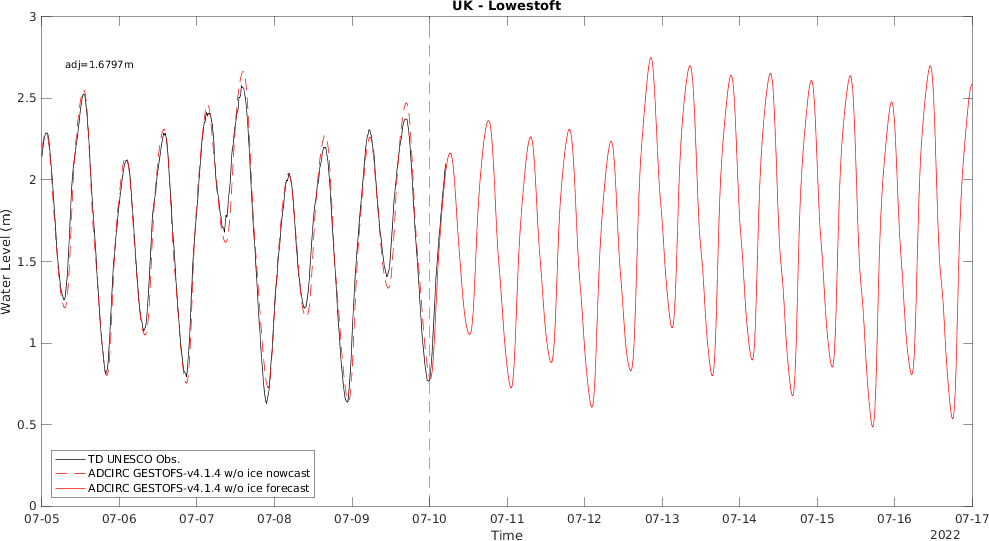 UK - Lowestoft
3
adj=1.6797m
2.5
2
Water Level (m)
1.5
1
0.5
0
TD UNESCO Obs.
ADCIRC GESTOFS-v4.1.4 w/o ice nowcast
ADCIRC GESTOFS-v4.1.4 w/o ice forecast
07-05 07-06 07-07 07-08 07-09 07-10 07-11 07-12 07-13 07-14 07-15 07-16 07-17
Time
2022